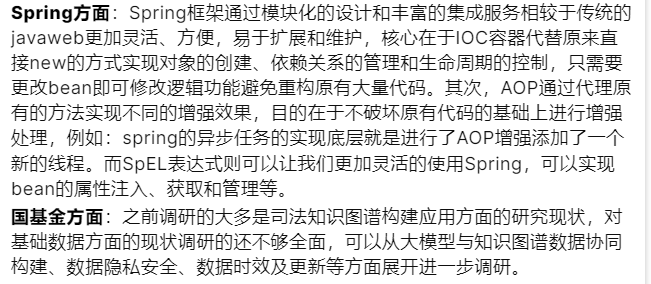 Spring方面：Spring框架通过模块化的设计和丰富的集成服务相较于传统的
javaweb更加灵活、方便，易于扩展和维护，核心在于IOC容器代替原来直
接new的方式实现对象的创建、依赖关系的管理和生命周期的控制，只需要
更改bean即可修改逻辑功能避免重构原有大量代码。其次，AOP通过代理原
有的方法实现不同的增强效果，目的在于不破坏原有代码的基础上进行增强
处理，例如：spring的异步任务的实现底层就是进行了AOP增强添加了一个
新的线程。而SpEL表达式则可以让我们更加灵活的使用Spring，可以实现
bean的属性注入、获取和管理等。
国基金方面：之前调研的大多是司法知识图谱构建应用方面的研究现状，对
基础数据方面的现状调研的还不够全面，可以从大模型与知识图谱数据协同
构建、数据隐私安全、数据时效及更新等方面展开进一步调研。